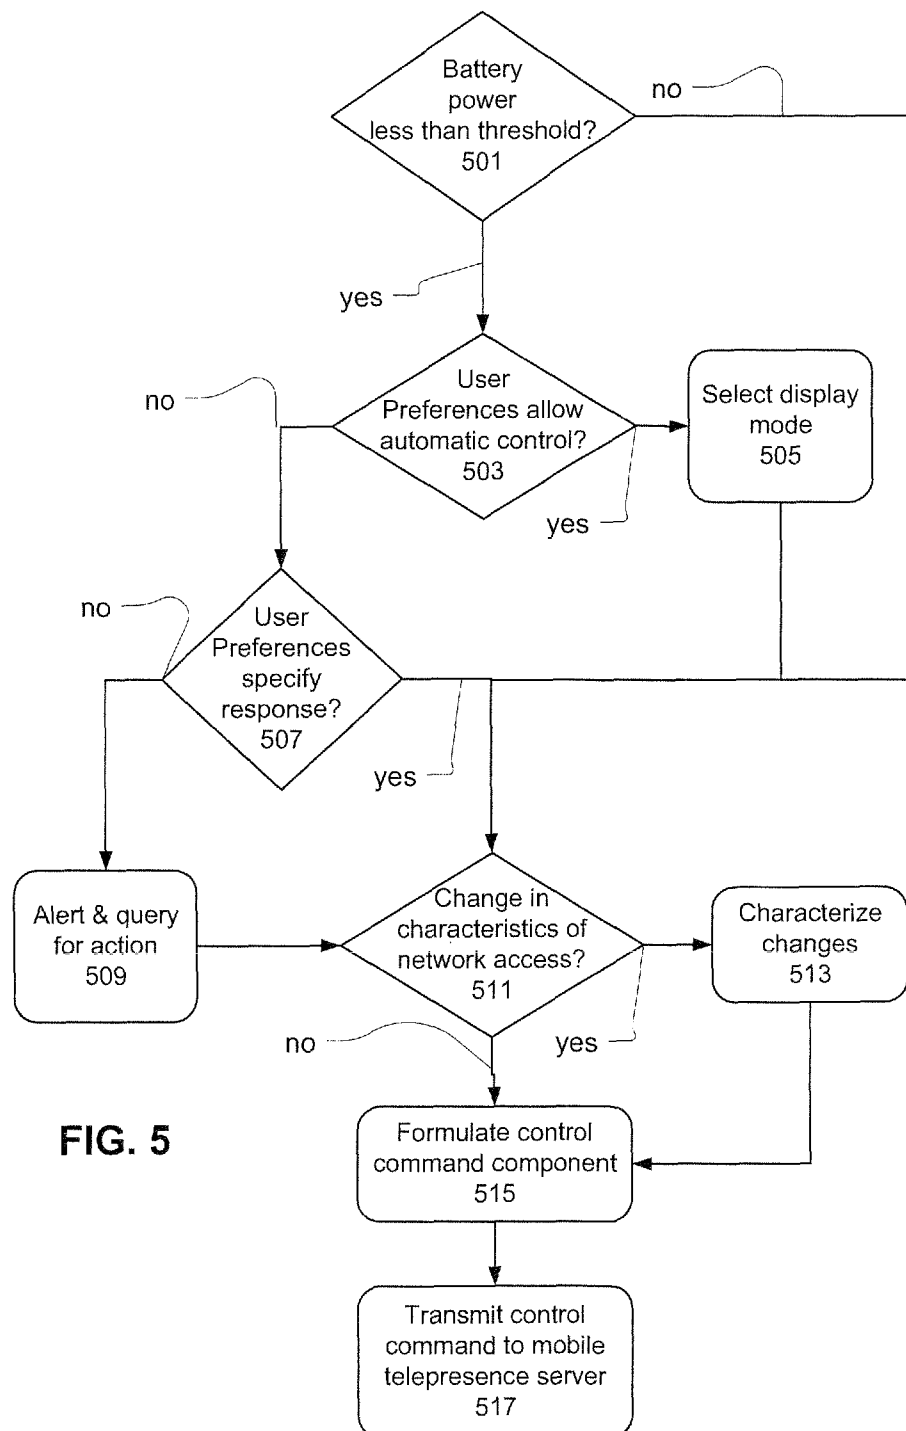 Battery
power
less than threshold?
501
no
yes
User
Preferences allow
automatic control?
503
no
yes
Select display
mode
505
User
Preferences
specify
response?
507
no
yes
Alert & query
for action
509
Change in
characteristics of
network access?
511
no
yes
Characterize
changes
513
FIG. 5
Formulate control
command component
515
Transmit control
command to mobile
telepresence server
517